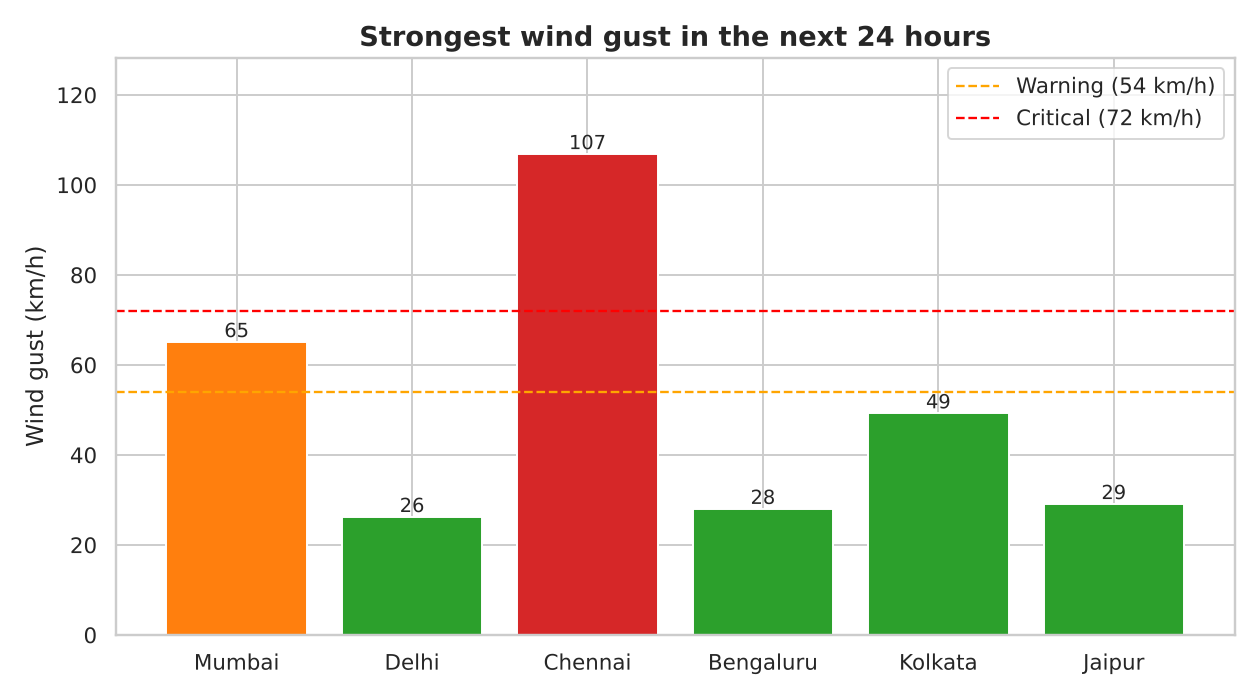 Strongest wind gust in the next 24 hours
Warning (54 km/h)
Critical (72 km/h)
Wind gust (km/h)
120
100
80
60
40
20
0
65
26
107
28
49
29
Mumbai
Delhi
Chennai
Bengaluru
Kolkata
Jaipur